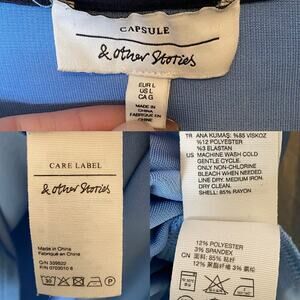 CAPSULE
& Other Stories
EUR L
US L
CA G
MADE IN
CHINA
FABRIQUÉ EN
CARE LABEL
& Other Stories
Made in China
Fabriqué en Chine
TR ANA KUMAŞ: %85 VISKOZ
%12 POLYESTER
%3 ELASTAN
US MACHINE WASH COLD
GENTLE CYCLE.
ONLY NON-CHLORINE
BLEACH WHEN NEEDED.
LINE DRY. MEDIUM IRON.
DRY CLEAN.
SHELL: 85% RAYON
12% POLYESTER
3% SPANDEX